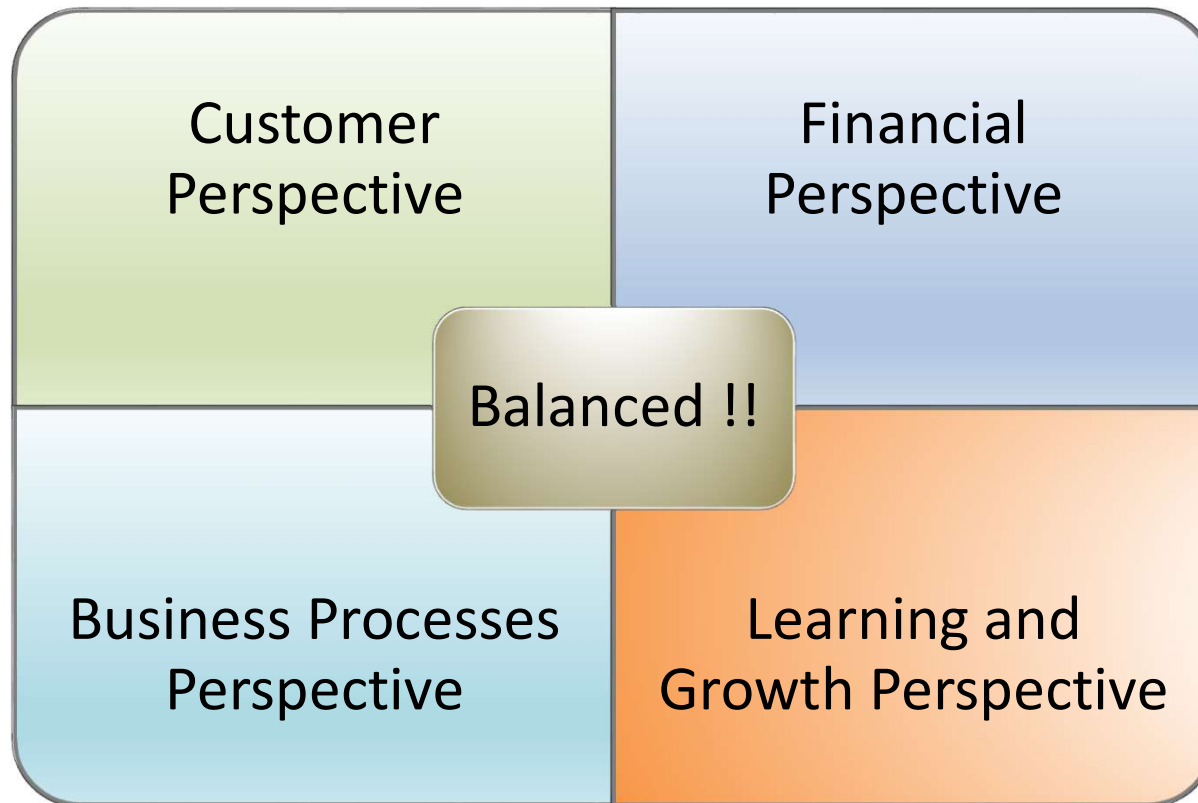 Customer
Perspective
Financial
Perspective
Balanced !!
Business Processes
Perspective
Learning and
Growth Perspective